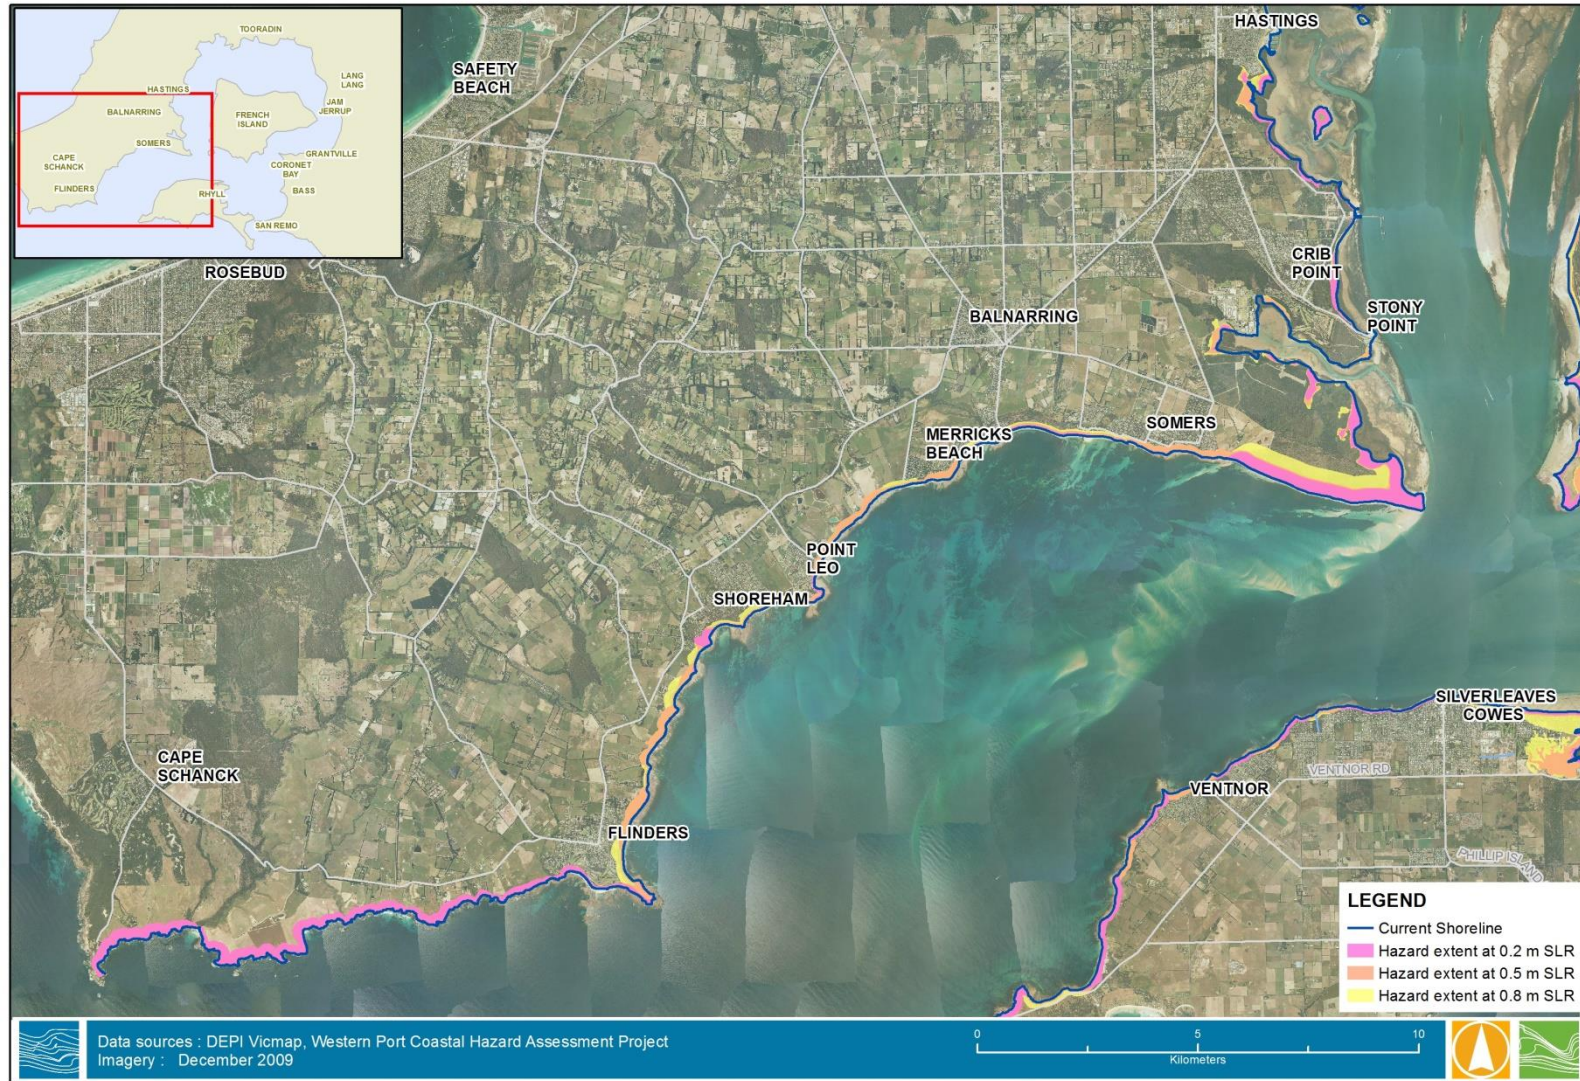 TOORADIN
LANG
LANG
HASTINGS
JAM
JERRUP
BALNARRING
FRENCH
ISLAND
SOMERS
GRANTVILLE
CAPE
SCHANCK
CORONET
BAY
FLINDERS
RHYLL
BASS
SAN REMO
HASTINGS
SAFETY
BEACH
ROSEBUD
CRIB
POINT
BALNARRING
STONY
POINT
SOMERS
MERRICKS
BEACH
POINT
LEO
SHOREHAM
SILVERLEAVES
COWES
CAPE
SCHANCK
VENTNOR RD
VENTNOR
FLINDERS
PHILLIP ISLAND
LEGEND
Current Shoreline
Hazard extent at 0.2 m SLR
Hazard extent at 0.5 m SLR
Hazard extent at 0.8 m SLR
Data sources : DEPI Vicmap, Western Port Coastal Hazard Assessment Project
Imagery : December 2009
0 5 10
Kilometers